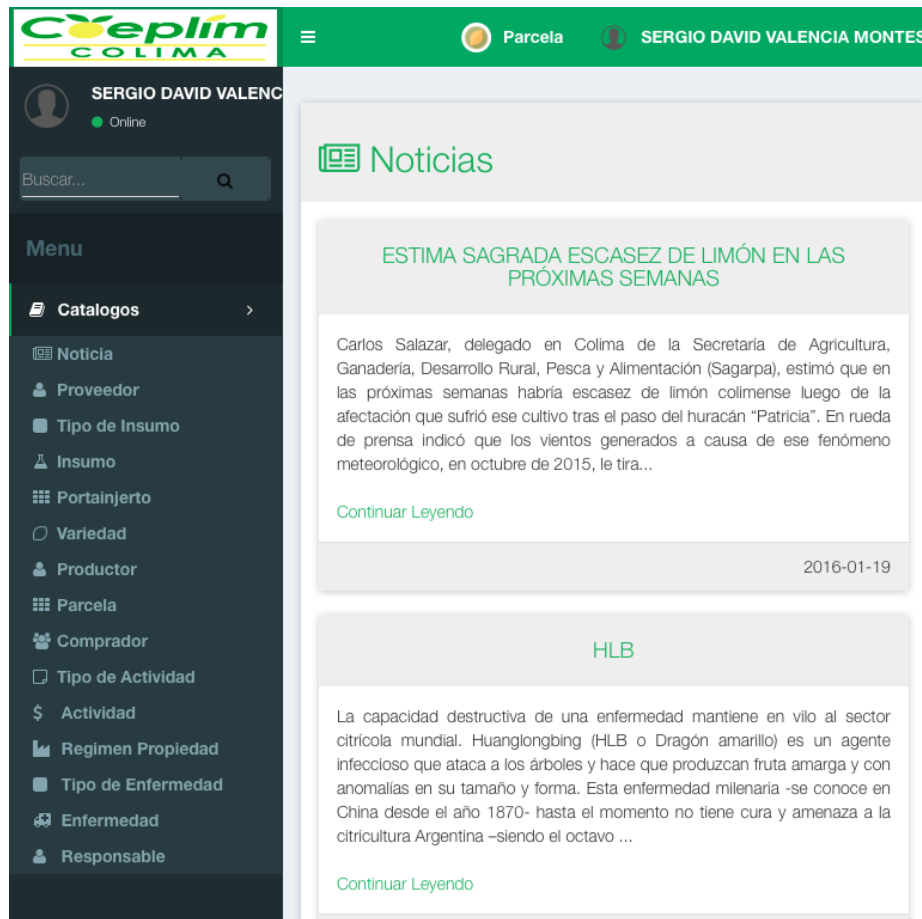 Coeplim
COLIMA
Parcela
SERGIO DAVID VALENCIA MONTES
SERGIO DAVID VALENC
Online
Buscar...
Menu
Catalogos
Noticia
Proveedor
Tipo de Insumo
Insumo
Portainjerto
Variedad
Productor
Parcela
Comprador
Tipo de Actividad
$ Actividad
Regimen Propiedad
Tipo de Enfermedad
Enfermedad
Responsable
Noticias
ESTIMA SAGRADA ESCASEZ DE LIMÓN EN LAS
PRÓXIMAS SEMANAS
Carlos Salazar, delegado en Colima de la Secretaría de Agricultura,
Ganadería, Desarrollo Rural, Pesca y Alimentación (Sagarpa), estimó que en
las próximas semanas habría escasez de limón colimense luego de la
afectación que sufrió ese cultivo tras el paso del huracán “Patricia”. En rueda
de prensa indicó que los vientos generados a causa de ese fenómeno
meteorológico, en octubre de 2015, le tira...
Continuar Leyendo
2016-01-19
HLB
La capacidad destructiva de una enfermedad mantiene en vilo al sector
citrícola mundial. Huanglongbing (HLB o Dragón amarillo) es un agente
infeccioso que ataca a los árboles y hace que produzcan fruta amarga y con
anomalías en su tamaño y forma. Esta enfermedad milenaria -se conoce en
China desde el año 1870- hasta el momento no tiene cura y amenaza a la
citricultura Argentina –siendo el octavo ...
Continuar Leyendo